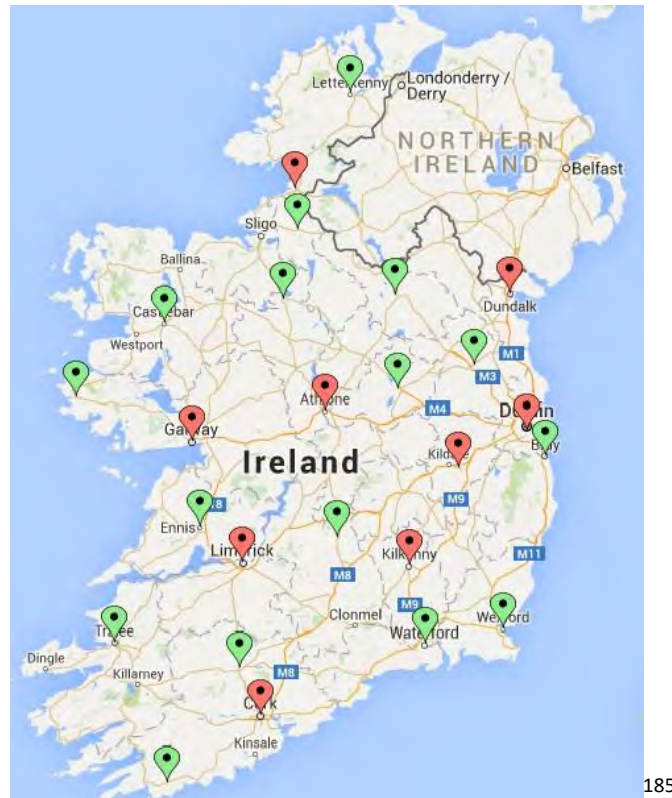 Letterkenny
Londonderry /
Derry
NORTHERN
IRELAND
Belfast
Sligo
Ballina
Castlebar
Dundalk
Westport
M1
M3
Athlone
M4
Dublin
Galway
Bray
Kildare
Ireland
M9
Ennis
Limerick
Kilkenny
M11
M8
M9
Clonmel
Wexford
Tralee
Waterford
Dingle
Killarney
M8
Cork
Kinsale
185